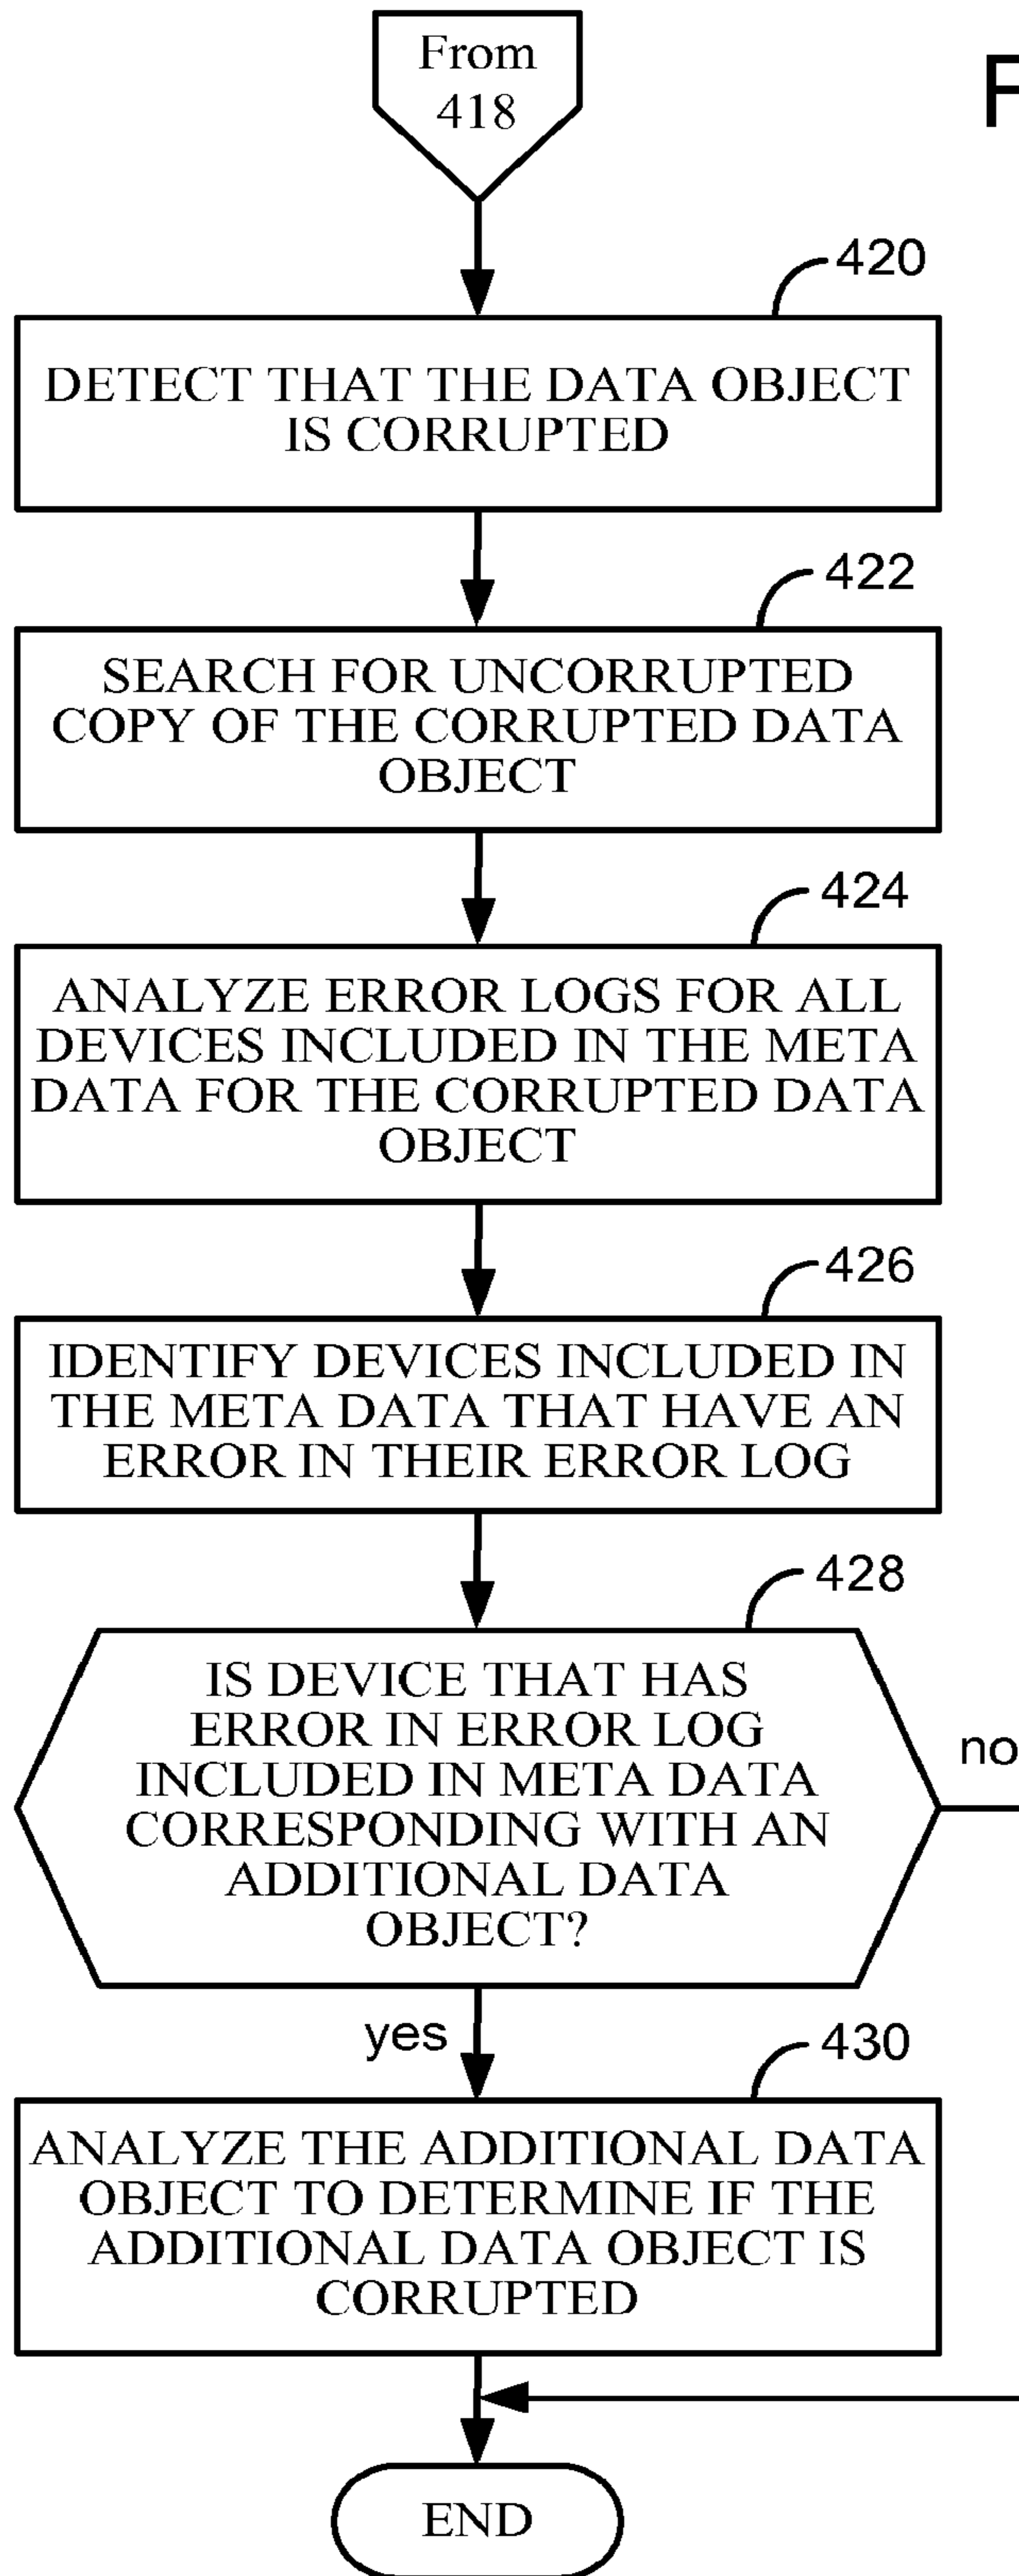 From
418
F
420
DETECT THAT THE DATA OBJECT
IS CORRUPTED
422
SEARCH FOR UNCORRUPTED
COPY OF THE CORRUPTED DATA
OBJECT
424
ANALYZE ERROR LOGS FOR ALL
DEVICES INCLUDED IN THE META
DATA FOR THE CORRUPTED DATA
OBJECT
426
IDENTIFY DEVICES INCLUDED IN
THE META DATA THAT HAVE AN
ERROR IN THEIR ERROR LOG
428
IS DEVICE THAT HAS
ERROR IN ERROR LOG
INCLUDED IN META DATA
CORRESPONDING WITH AN
ADDITIONAL DATA
OBJECT?
no
yes
430
ANALYZE THE ADDITIONAL DATA
OBJECT TO DETERMINE IF THE
ADDITIONAL DATA OBJECT IS
CORRUPTED
END